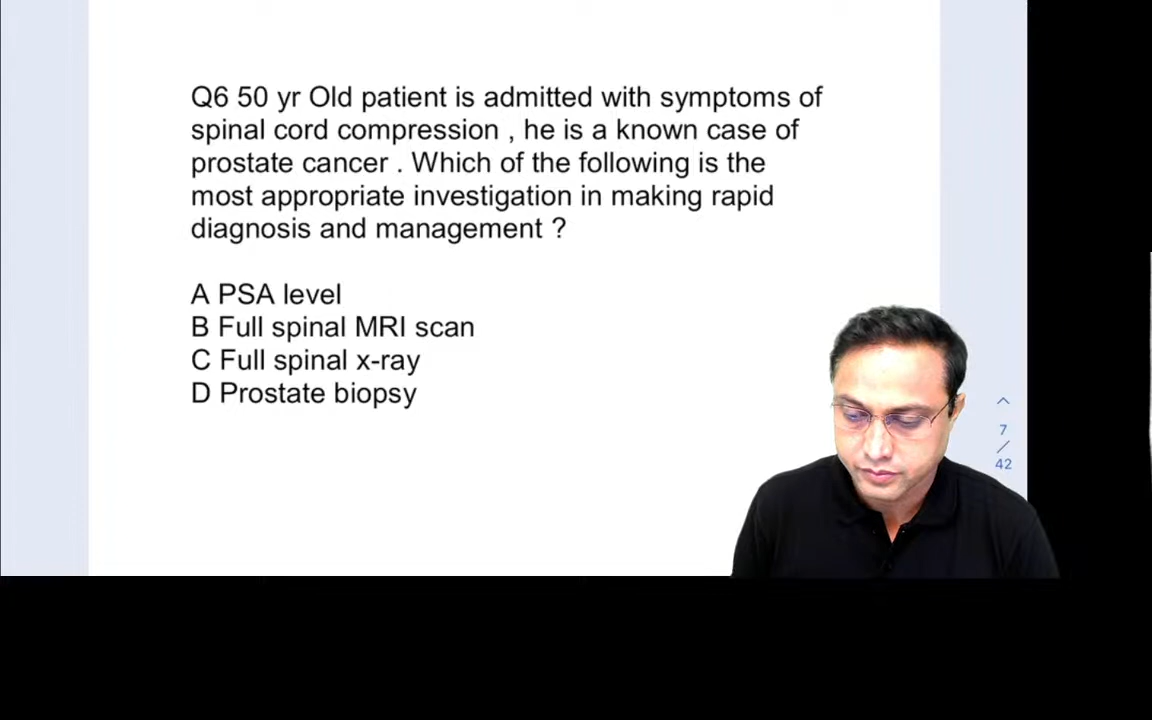 Q6 50 yr Old patient is admitted with symptoms of
spinal cord compression , he is a known case of
prostate cancer . Which of the following is the
most appropriate investigation in making rapid
diagnosis and management ?
A PSA level
B Full spinal MRI scan
C Full spinal x-ray
D Prostate biopsy
7
/
42